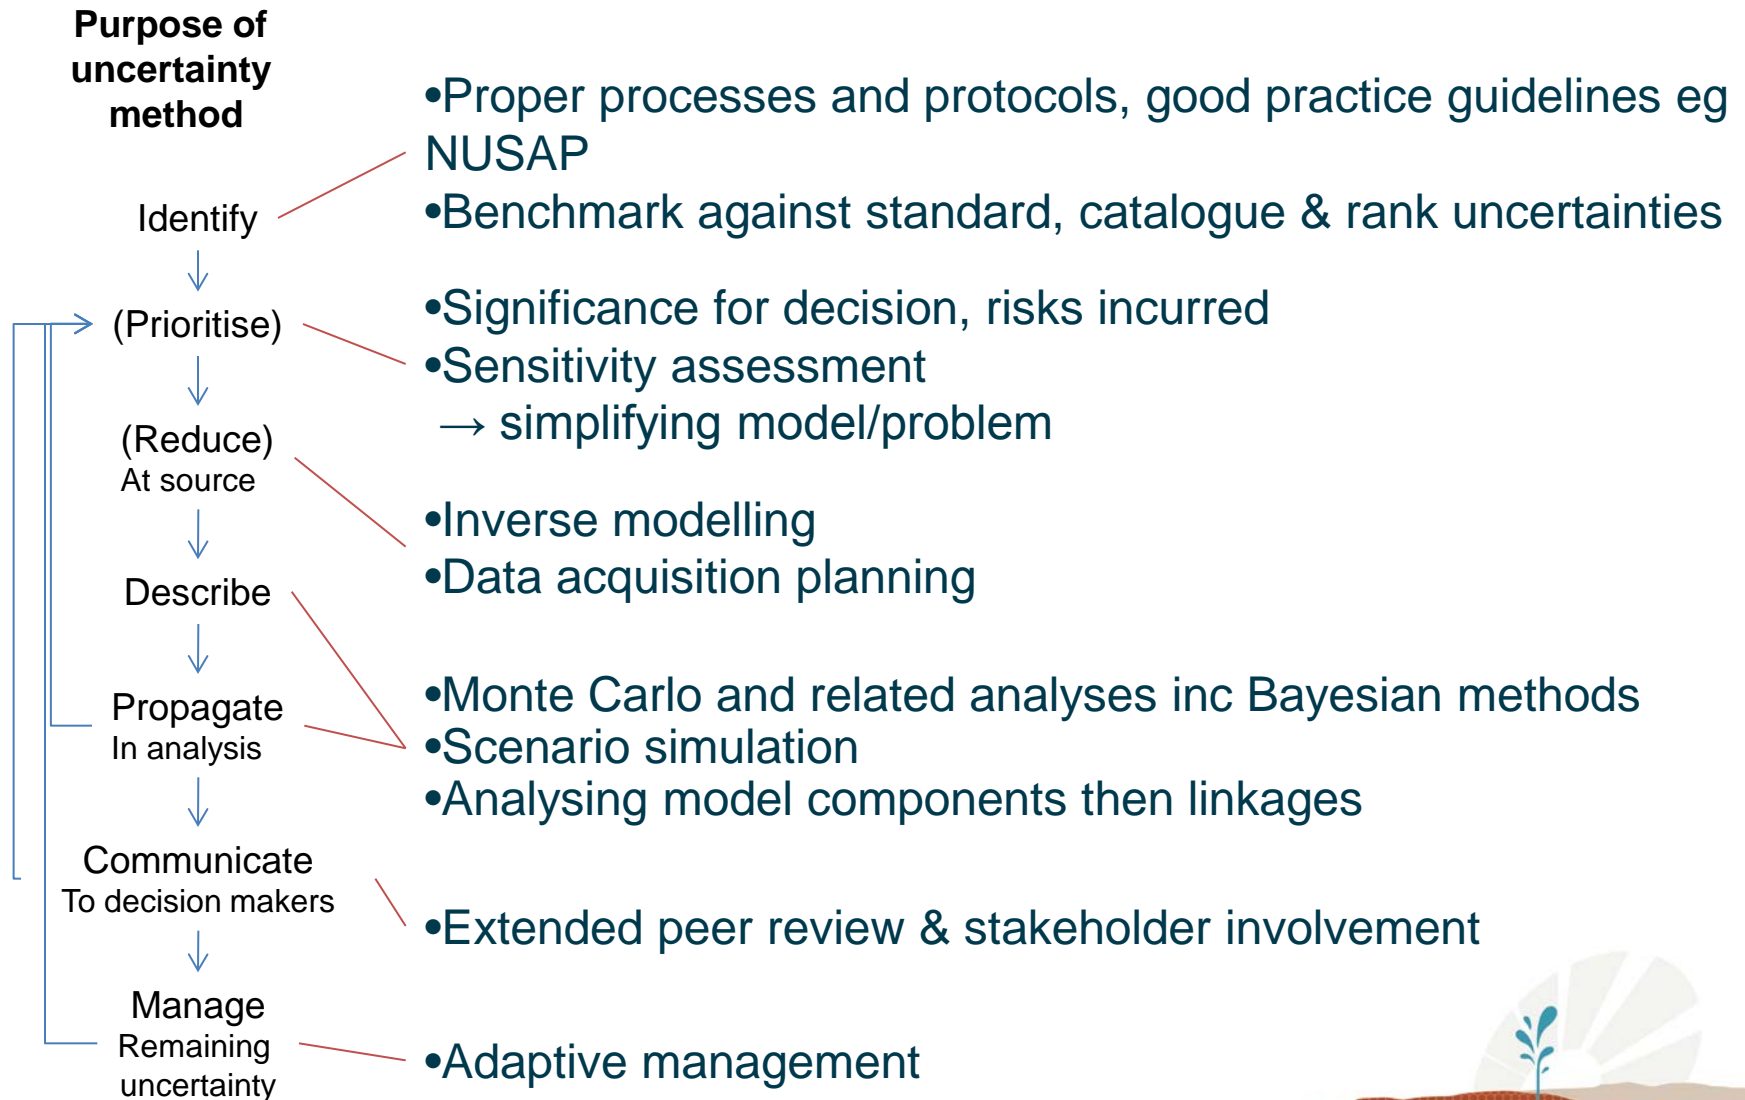 Purpose of
uncertainty
method
Identify
(Prioritise)
(Reduce)
At source
Describe
Propagate
In analysis
Communicate
To decision makers
Manage
Remaining
uncertainty
•Proper processes and protocols, good practice guidelines eg
NUSAP
•Benchmark against standard, catalogue & rank uncertainties
•Significance for decision, risks incurred
•Sensitivity assessment
→ simplifying model/problem
•Inverse modelling
•Data acquisition planning
•Monte Carlo and related analyses inc Bayesian methods
•Scenario simulation
•Analysing model components then linkages
•Extended peer review & stakeholder involvement
•Adaptive management